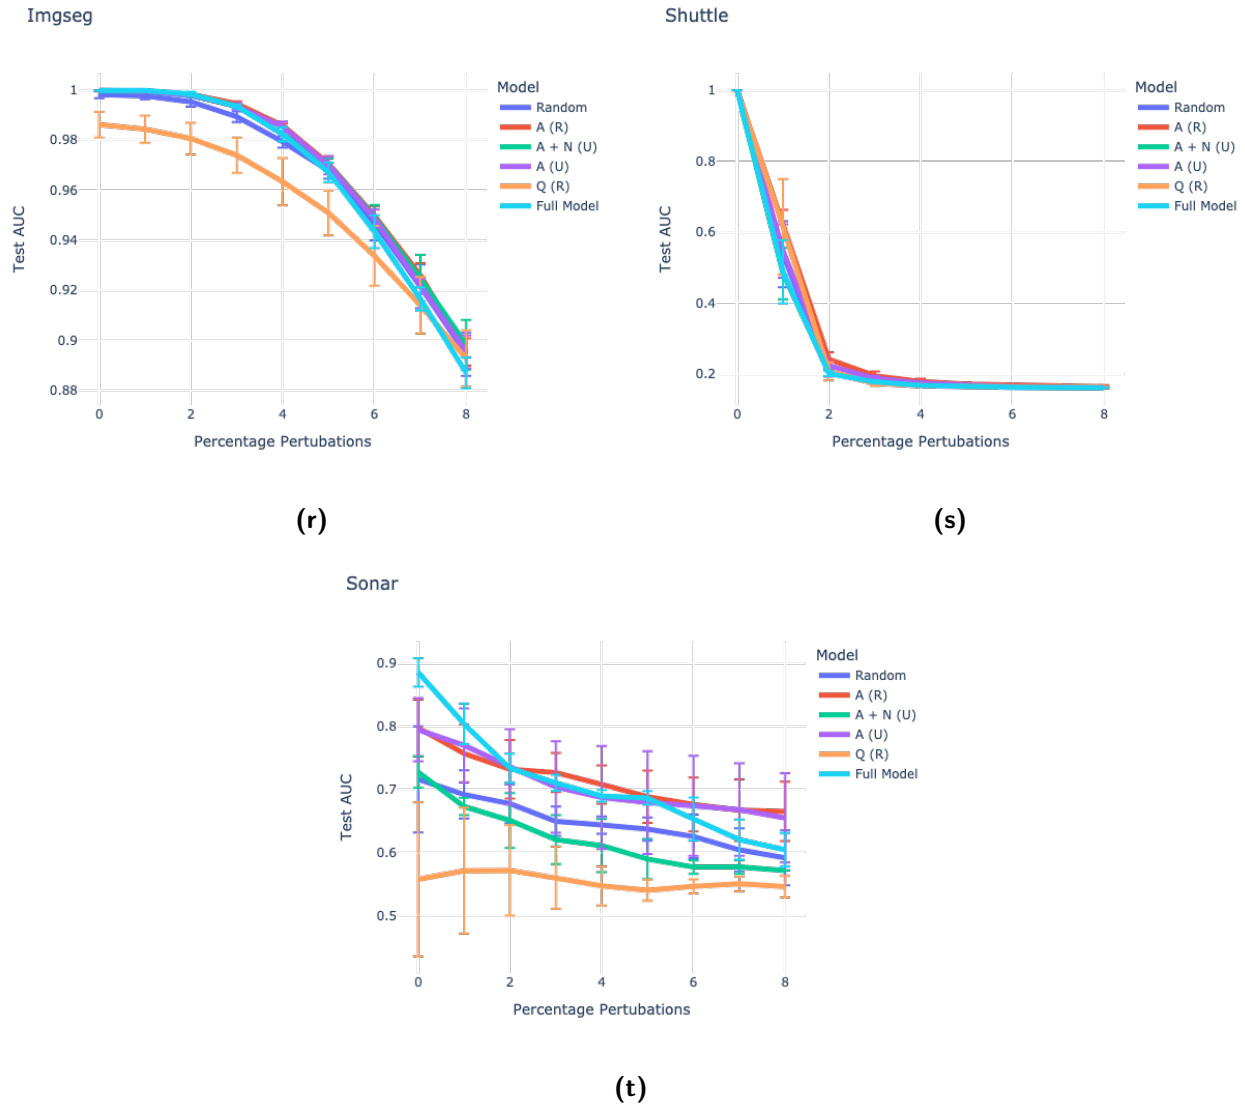 Imgseg
1
0.98
0.96
0.94
0.92
0.9
0.88
Test AUC
0
2
4
6
8
Percentage Pertubations
Model
Random
A (R)
A + N (U)
A (U)
Q (R)
Full Model
(r)
Shuttle
1
0.8
0.6
0.4
0.2
Test AUC
0
2
4
6
8
Percentage Pertubations
Model
Random
A (R)
A + N (U)
A (U)
Q (R)
Full Model
(s)
Sonar
0.9
0.8
0.7
0.6
0.5
Test AUC
0
2
4
6
8
Percentage Pertubations
Model
Random
A (R)
A + N (U)
A (U)
Q (R)
Full Model
(t)